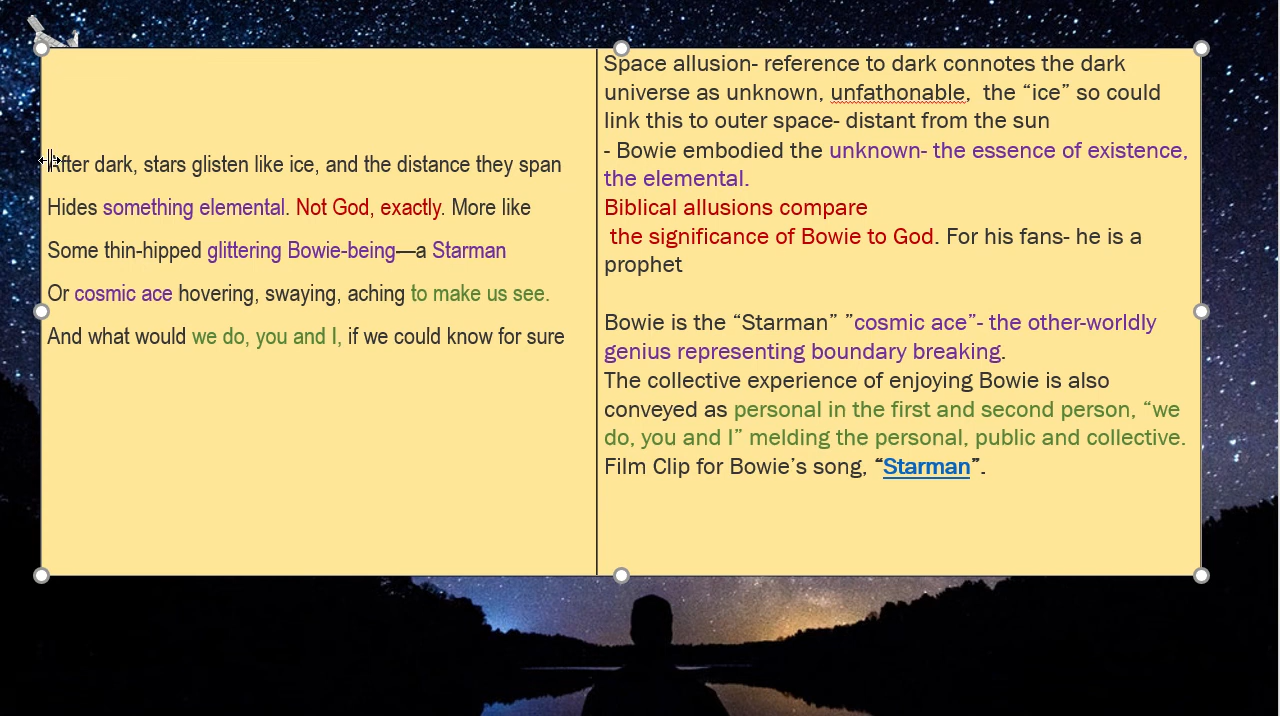 After dark, stars glisten like ice, and the distance they span
Hides something elemental. Not God, exactly. More like
Some thin-hipped glittering Bowie-being—a Starman
Or cosmic ace hovering, swaying, aching to make us see.
And what would we do, you and I, if we could know for sure
Space allusion- reference to dark connotes the dark
universe as unknown, unfathonable,  the “ice” so could
link this to outer space- distant from the sun
- Bowie embodied the unknown- the essence of existence,
the elemental.
Biblical allusions compare
the significance of Bowie to God. For his fans- he is a
prophet
Bowie is the “Starman” ”cosmic ace”- the other-worldly
genius representing boundary breaking.
The collective experience of enjoying Bowie is also
conveyed as personal in the first and second person, “we
do, you and I” melding the personal, public and collective.
Film Clip for Bowie’s song, “Starman”.